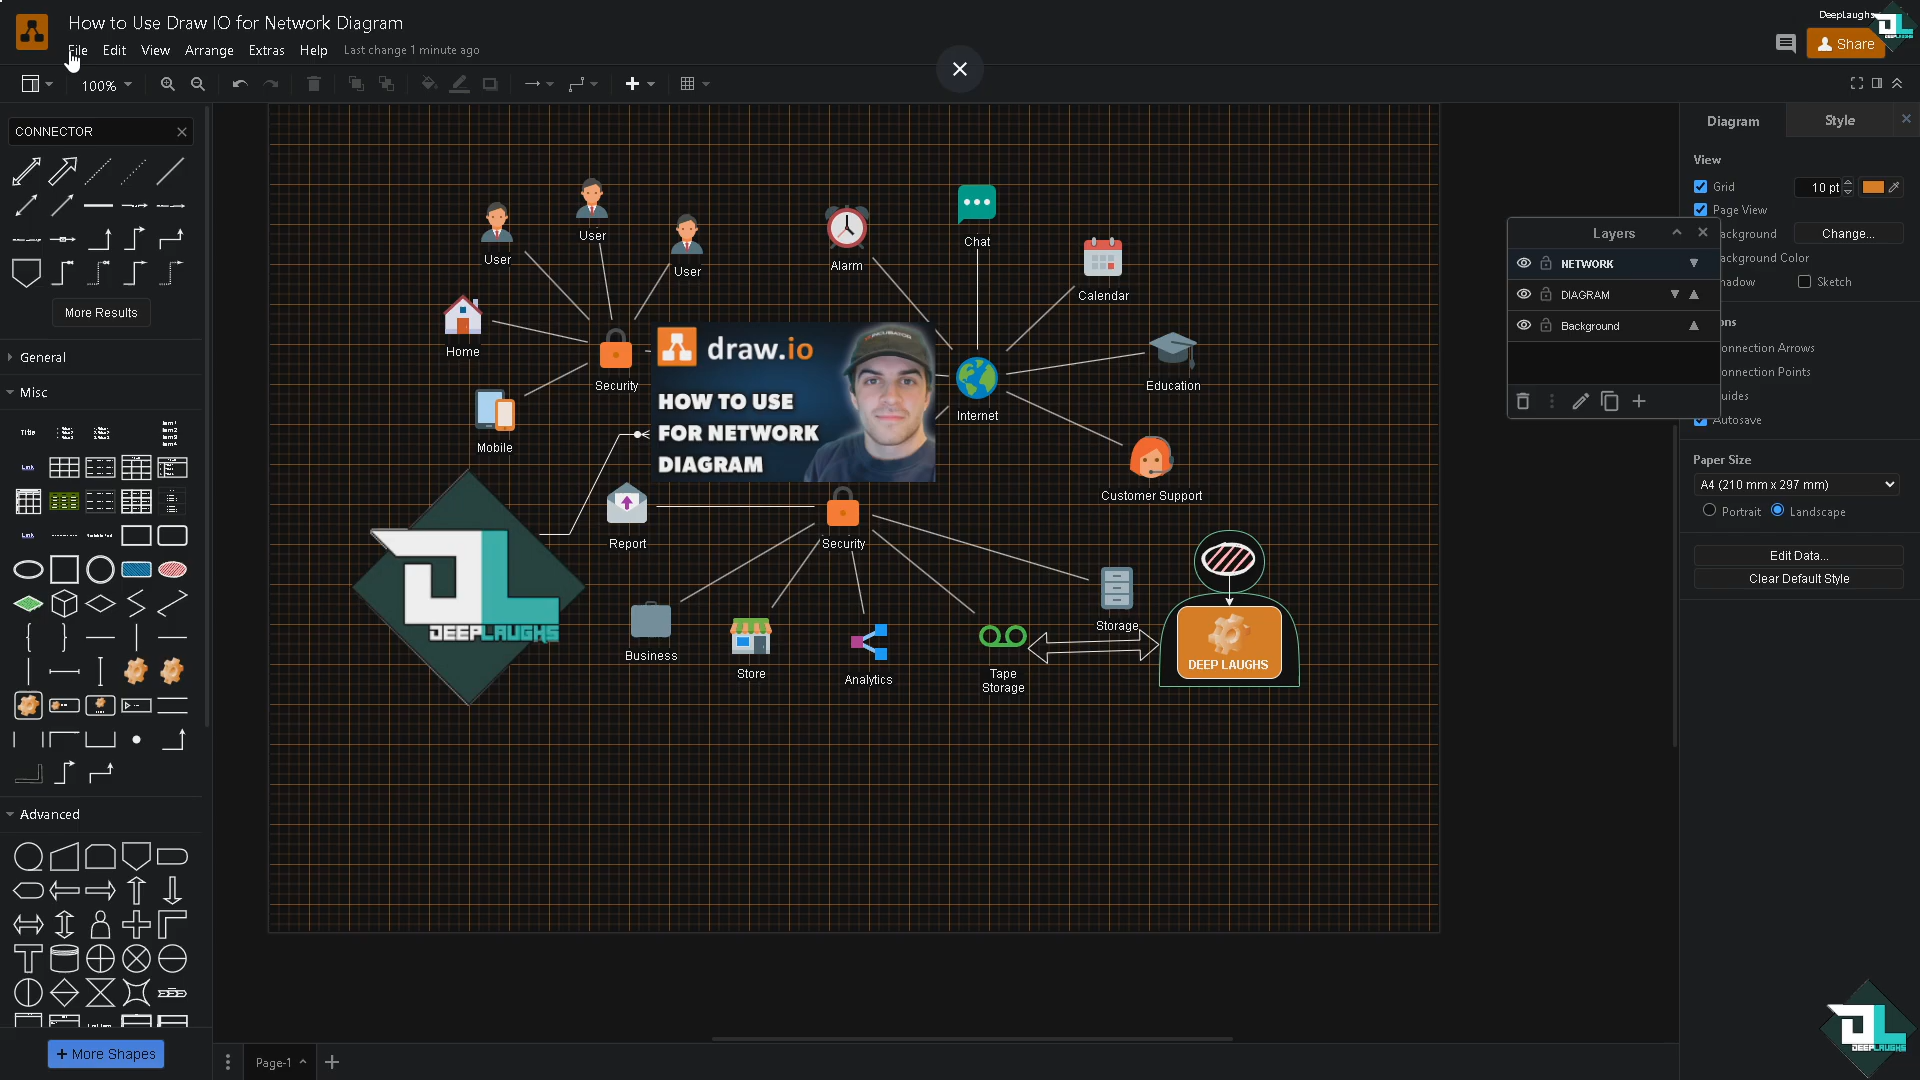 How to Use Draw IO for Network Diagram
DeepLaughs
File Edit View Arrange Extras Help Last change 1 minute ago
Share
100%
CONNECTOR
More Results
General
Misc
Title
Link
Link
Advanced
+ More Shapes
Page-1
User
User
User
Home
Mobile
Security
Alarm
Chat
Calendar
Education
Internet
Customer Support
draw.io
HOW TO USE
FOR NETWORK
DIAGRAM
Report
Security
Business
Store
Analytics
Tape
Storage
Storage
DEEP LAUGHS
DEEPLAUGHS
Diagram Style
View
Grid 10 pt
Page View
ackground Change...
ackground Color
hadow Sketch
Layers
NETWORK
DIAGRAM
Background
ons
onnection Arrows
onnection Points
uides
Autosave
Paper Size
A4 (210 mm x 297 mm)
Portrait Landscape
Edit Data...
Clear Default Style
DEEPLAUGHS